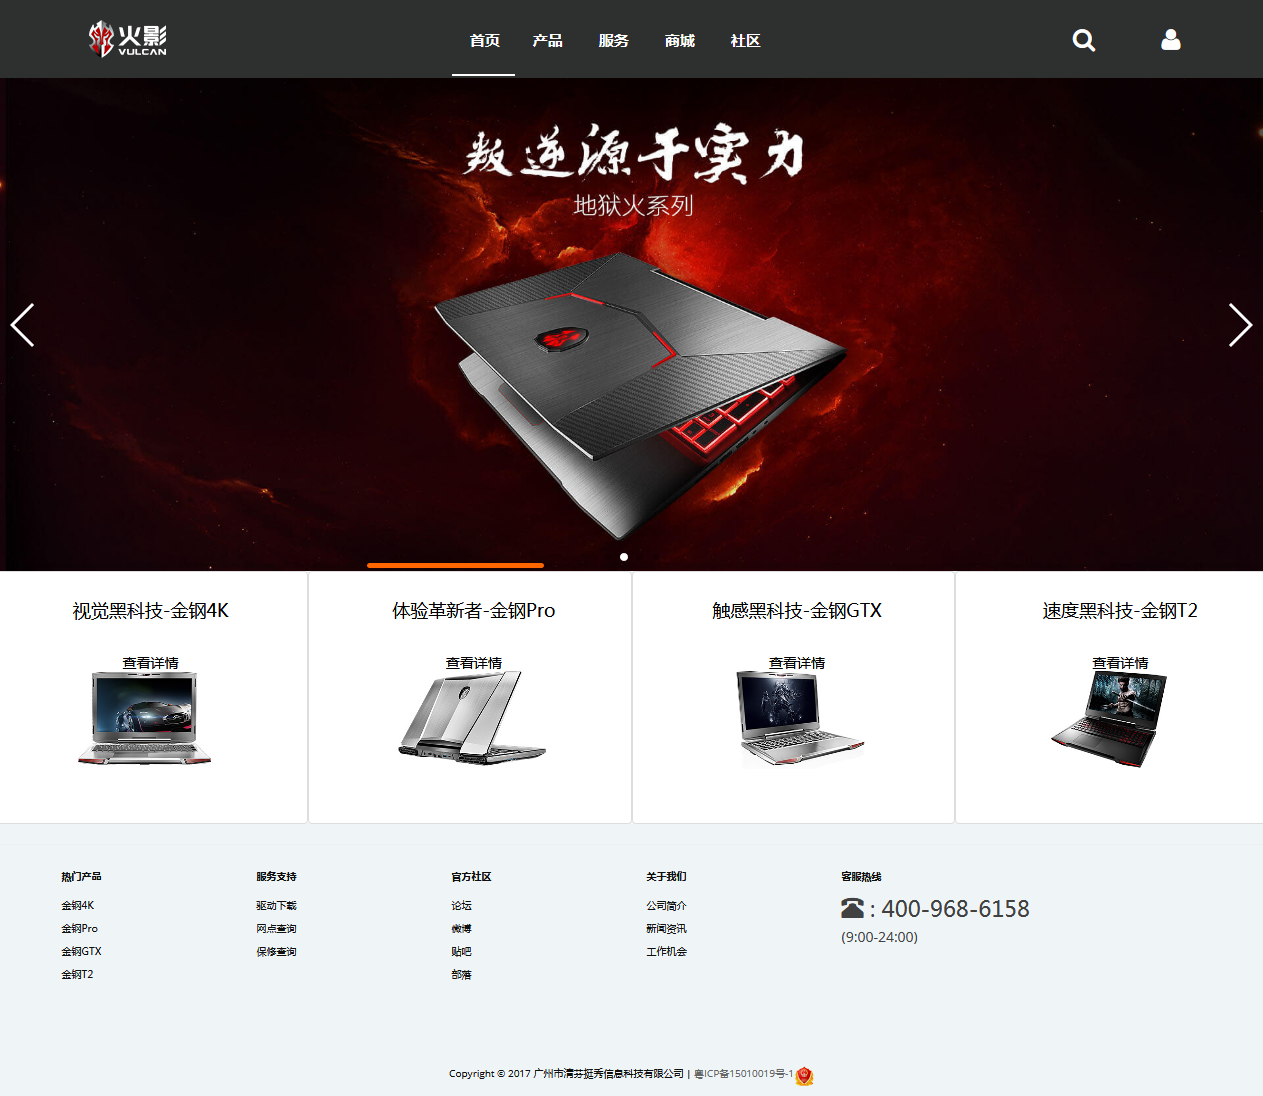 火影
VULCAN
首页 产品 服务 商城 社区
叛逆源于实力
地狱火系列
视觉黑科技-金钢4K
查看详情
体验革新者-金钢Pro
查看详情
触感黑科技-金钢GTX
查看详情
速度黑科技-金钢T2
查看详情
热门产品
金钢4K
金钢Pro
金钢GTX
金钢T2
服务支持
驱动下载
网点查询
保修查询
官方社区
论坛
微博
贴吧
部落
关于我们
公司简介
新闻资讯
工作机会
客服热线
: 400-968-6158
(9:00-24:00)
Copyright © 2017 广州市清芬挺秀信息科技有限公司 | 粤ICP备15010019号-1